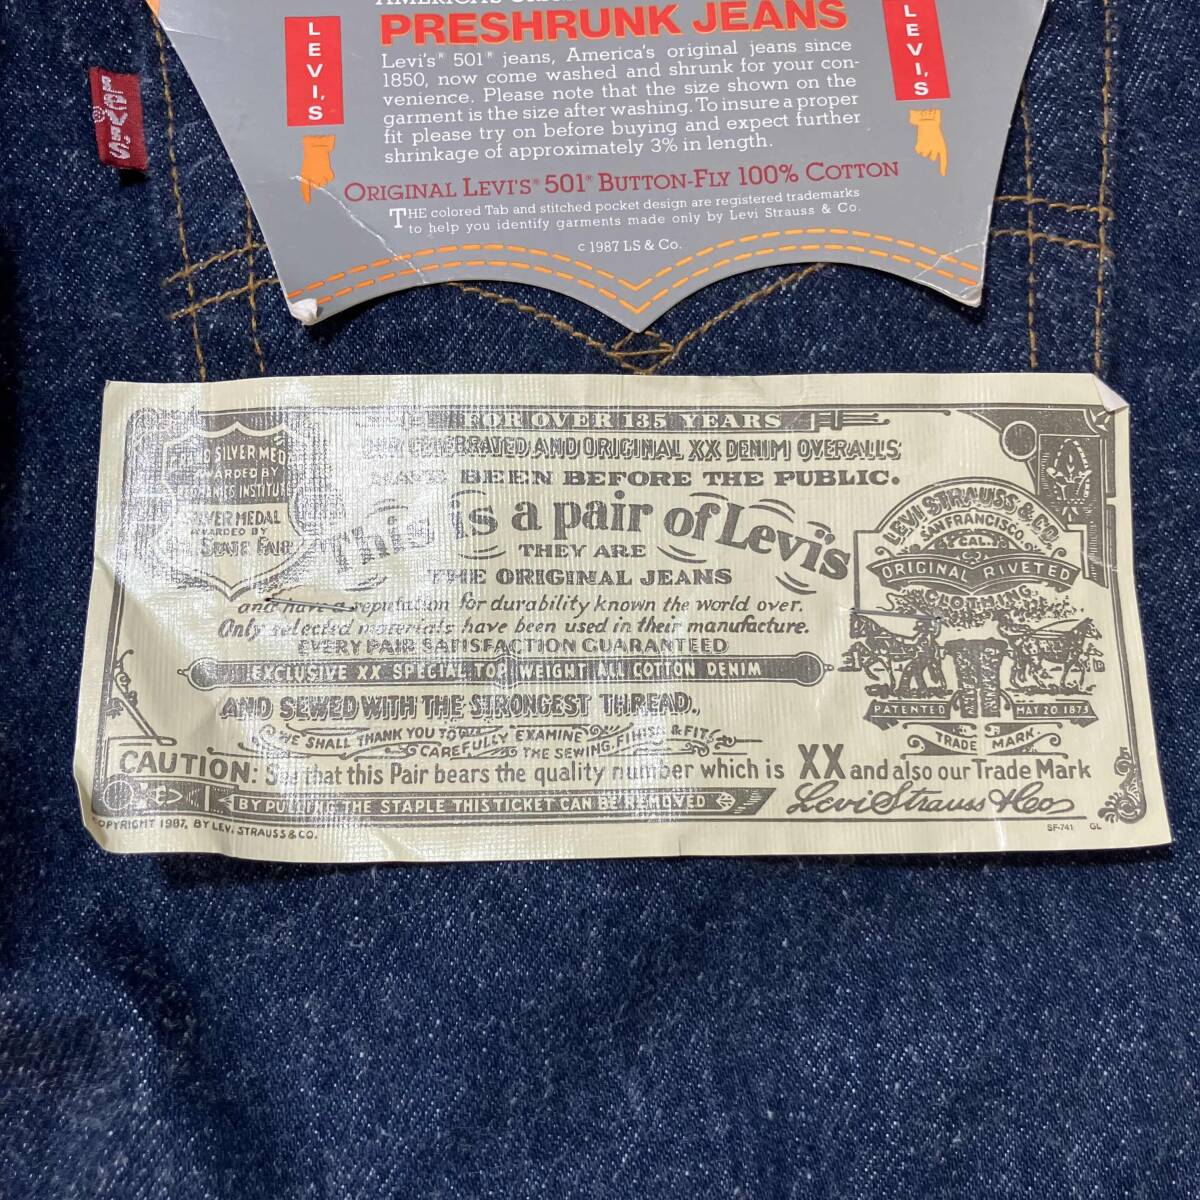 PRESHRUNK JEANS
Levi's® 501® jeans, America's original jeans since
1850, now come washed and shrunk for your con-
venience. Please note that the size shown on the
garment is the size after washing. To insure a proper
fit please try on before buying and expect further
shrinkage of approximately 3% in length.
ORIGINAL LEVI'S® 501® BUTTON-FLY 100% COTTON
THE colored Tab and stitched pocket design are registered trademarks
to help you identify garments made only by Levi Strauss & Co.
c 1987 LS & Co.
LEVI'S
LEVI'S
LEVI'S
®
FOR OVER 135 YEARS
OUR CELEBRATED AND ORIGINAL XX DENIM OVERALLS
HAVE BEEN BEFORE THE PUBLIC.
This is a pair of Levi's
THEY ARE
THE ORIGINAL JEANS
and have a reputation for durability known the world over.
Only selected materials have been used in their manufacture.
EVERY PAIR SATISFACTION GUARANTEED
EXCLUSIVE XX SPECIAL TOP WEIGHT ALL COTTON DENIM
AND SEWED WITH THE STRONGEST THREAD.
WE SHALL THANK YOU TO CAREFULLY EXAMINE THE SEWING, FINISH & FIT
CAUTION: See that this Pair bears the quality number which is XX and also our Trade Mark
BY PULLING THE STAPLE THIS TICKET CAN BE REMOVED
Levi Strauss & Co
COPYRIGHT 1987, BY LEVI STRAUSS & CO.
SF-741 GL
SILVER MED
AWARDED BY
MECHANICS INSTITUTE
SILVER MEDAL
AWARDED BY
STATE FAIR
LEVI STRAUSS & CO.
SAN FRANCISCO,
CAL.
ORIGINAL RIVETED
CLOTHING
PATENTED MAY 20 1873
TRADE MARK.